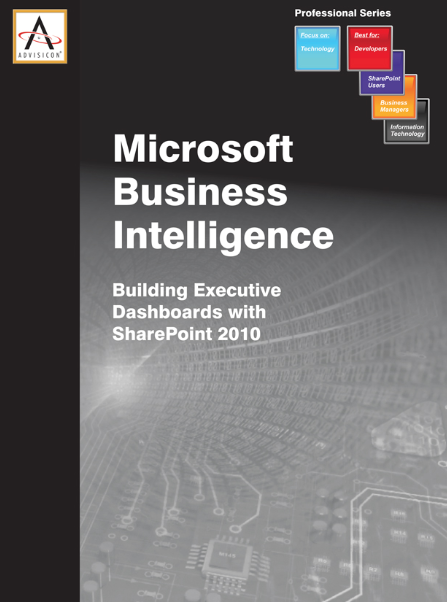 Professional Series
ADVISICON®
Focus on:
Technology
Best for:
Developers
SharePoint
Users
Business
Managers
Information
Technology
Microsoft
Business
Intelligence
Building Executive
Dashboards with
SharePoint 2010